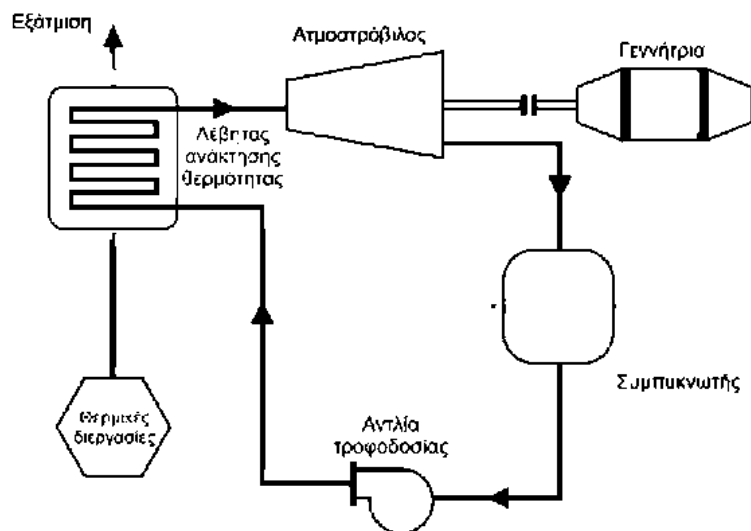 Εξάτμιση
Ατμοστρόβιλος
Γεννήτρια
Λέβητας
ανάκτησης
θερμότητας
Συμπυκνωτής
Θερμικές
διεργασίες
Αντλία
τροφοδοσίας